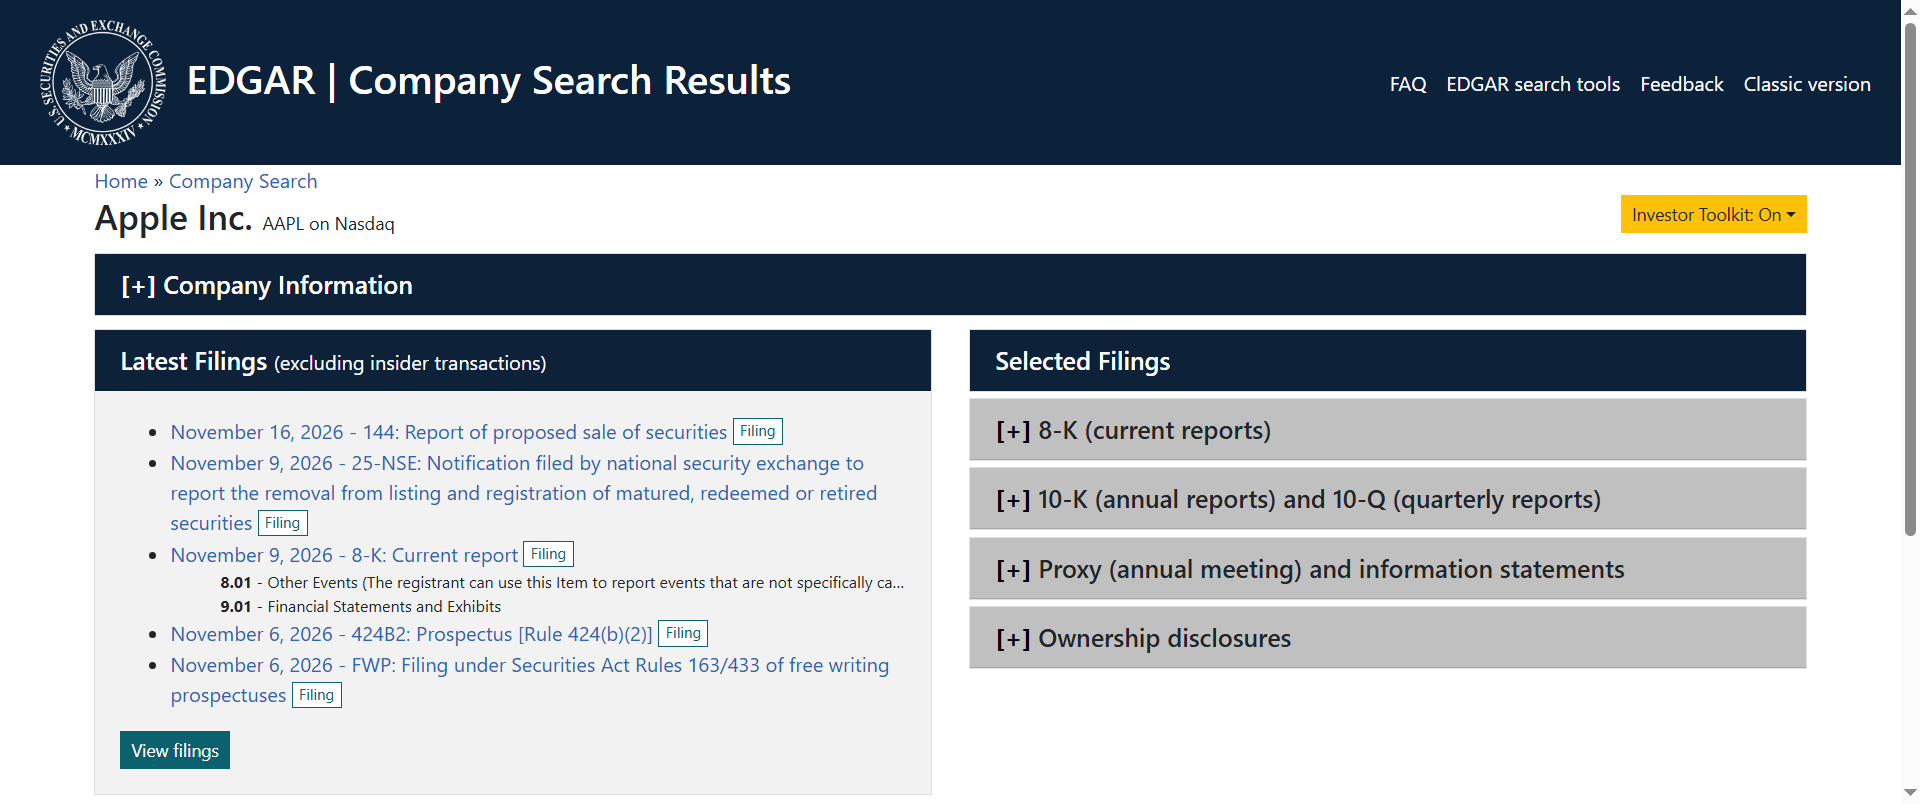 U.S. SECURITIES AND EXCHANGE COMMISSION
MCMXXXIV
EDGAR | Company Search Results
FAQ EDGAR search tools Feedback Classic version
Home » Company Search
Apple Inc. AAPL on Nasdaq
Investor Toolkit: On
[+] Company Information
Latest Filings (excluding insider transactions)
November 16, 2026 - 144: Report of proposed sale of securities Filing
November 9, 2026 - 25-NSE: Notification filed by national security exchange to
report the removal from listing and registration of matured, redeemed or retired
securities Filing
November 9, 2026 - 8-K: Current report Filing
8.01 - Other Events (The registrant can use this Item to report events that are not specifically ca...
9.01 - Financial Statements and Exhibits
November 6, 2026 - 424B2: Prospectus [Rule 424(b)(2)] Filing
November 6, 2026 - FWP: Filing under Securities Act Rules 163/433 of free writing
prospectuses Filing
View filings
Selected Filings
[+] 8-K (current reports)
[+] 10-K (annual reports) and 10-Q (quarterly reports)
[+] Proxy (annual meeting) and information statements
[+] Ownership disclosures